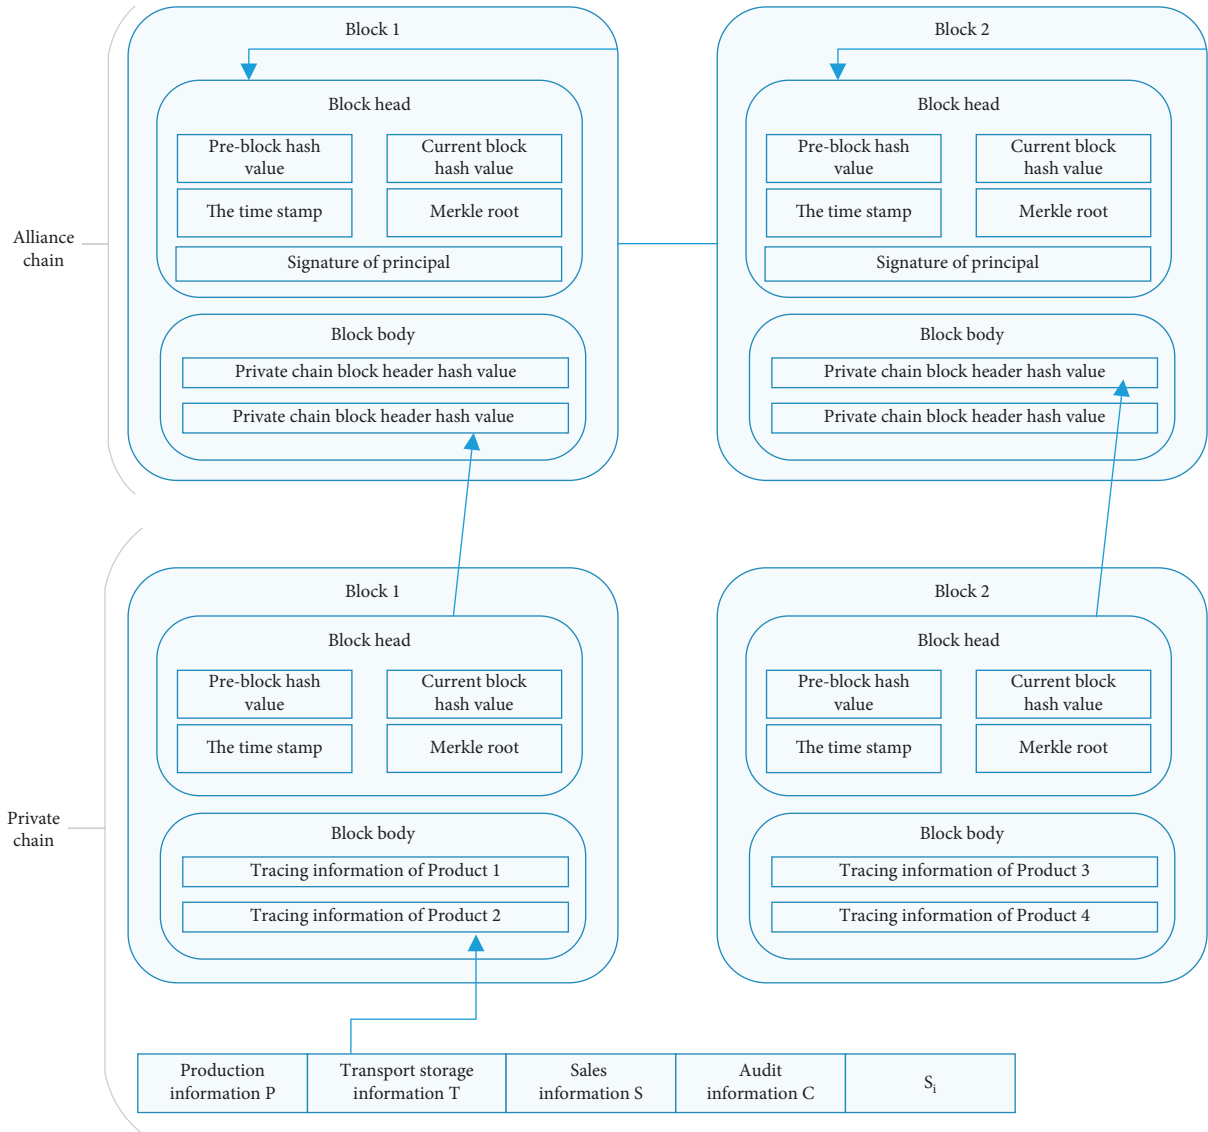 Alliance
chain
Block 1
Block head
Pre-block hash
value
Current block
hash value
The time stamp
Merkle root
Signature of principal
Block body
Private chain block header hash value
Private chain block header hash value
Block 2
Block head
Pre-block hash
value
Current block
hash value
The time stamp
Merkle root
Signature of principal
Block body
Private chain block header hash value
Private chain block header hash value
Private
chain
Block 1
Block head
Pre-block hash
value
Current block
hash value
The time stamp
Merkle root
Block body
Tracing information of Product 1
Tracing information of Product 2
Block 2
Block head
Pre-block hash
value
Current block
hash value
The time stamp
Merkle root
Block body
Tracing information of Product 3
Tracing information of Product 4
Production
information P
Transport storage
information T
Sales
information S
Audit
information C
Si